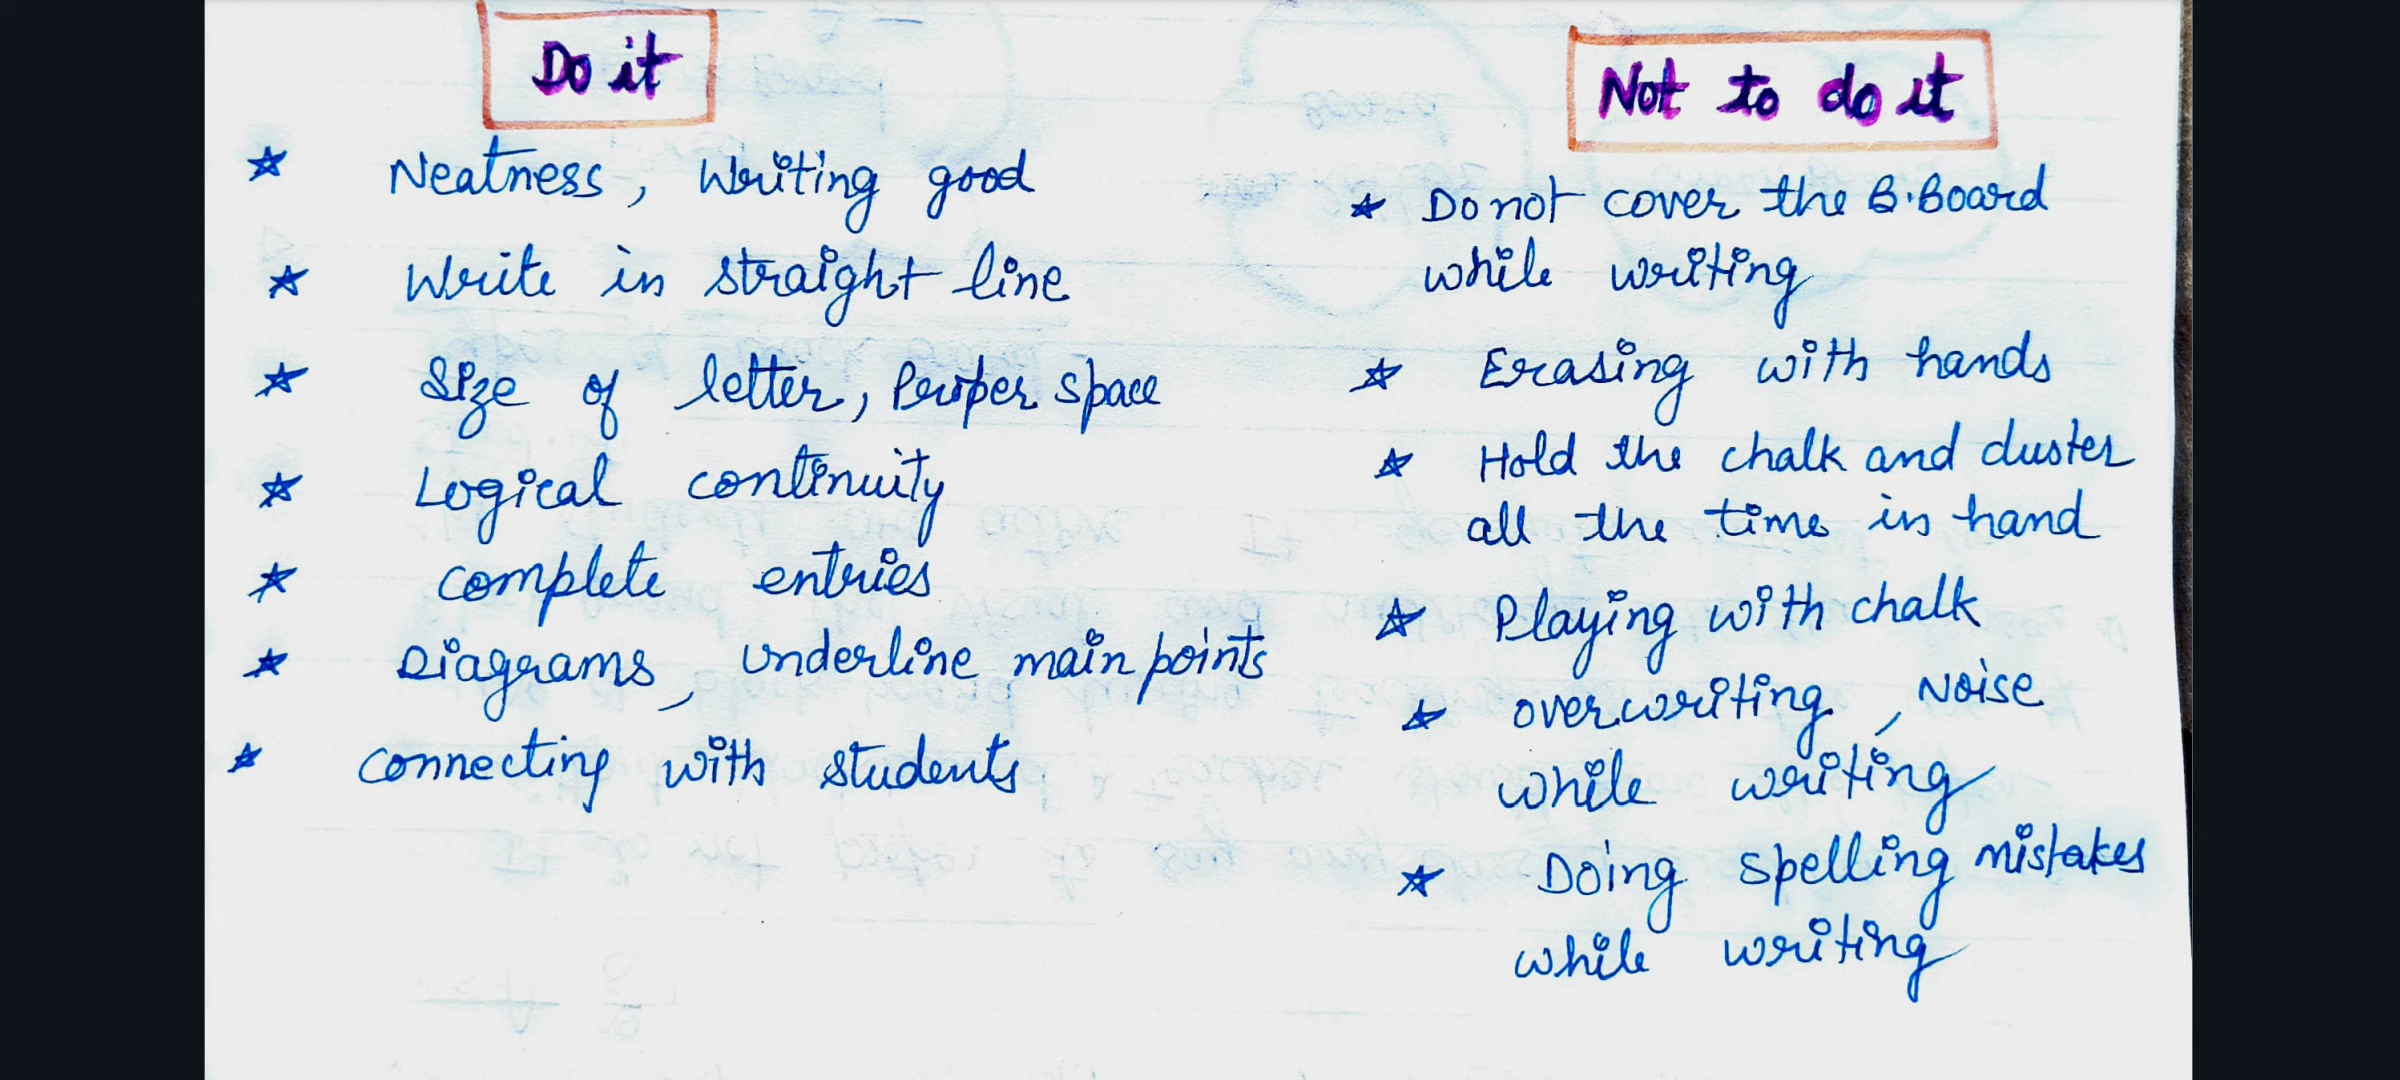 Do it
★ Neatness, Writing good
★ Write in straight line
★ Size of letter, Proper space
★ Logical continuity
★ complete entries
★ Diagrams, underline main points
★ connecting with students.
Not to do it
★ Do not cover the B.Board
while writing
★ Erasing with hands
★ Hold the chalk and duster
all the time in hand
★ Playing with chalk
★ overwriting, Noise
while writing
★ Doing spelling mistakes
while writing